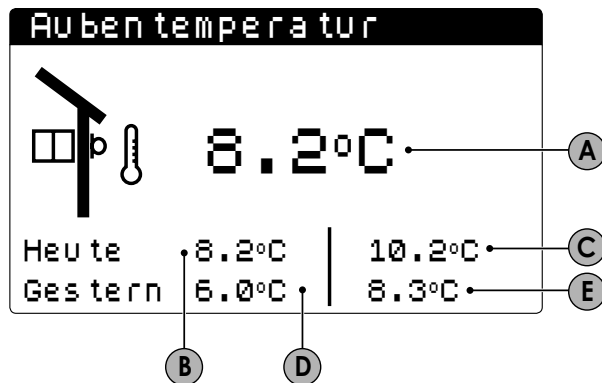 Aubentemperatur
8.2°C
A
Heute 8.2°C 10.2°C C
Gestern 6.0°C 8.3°C E
B D